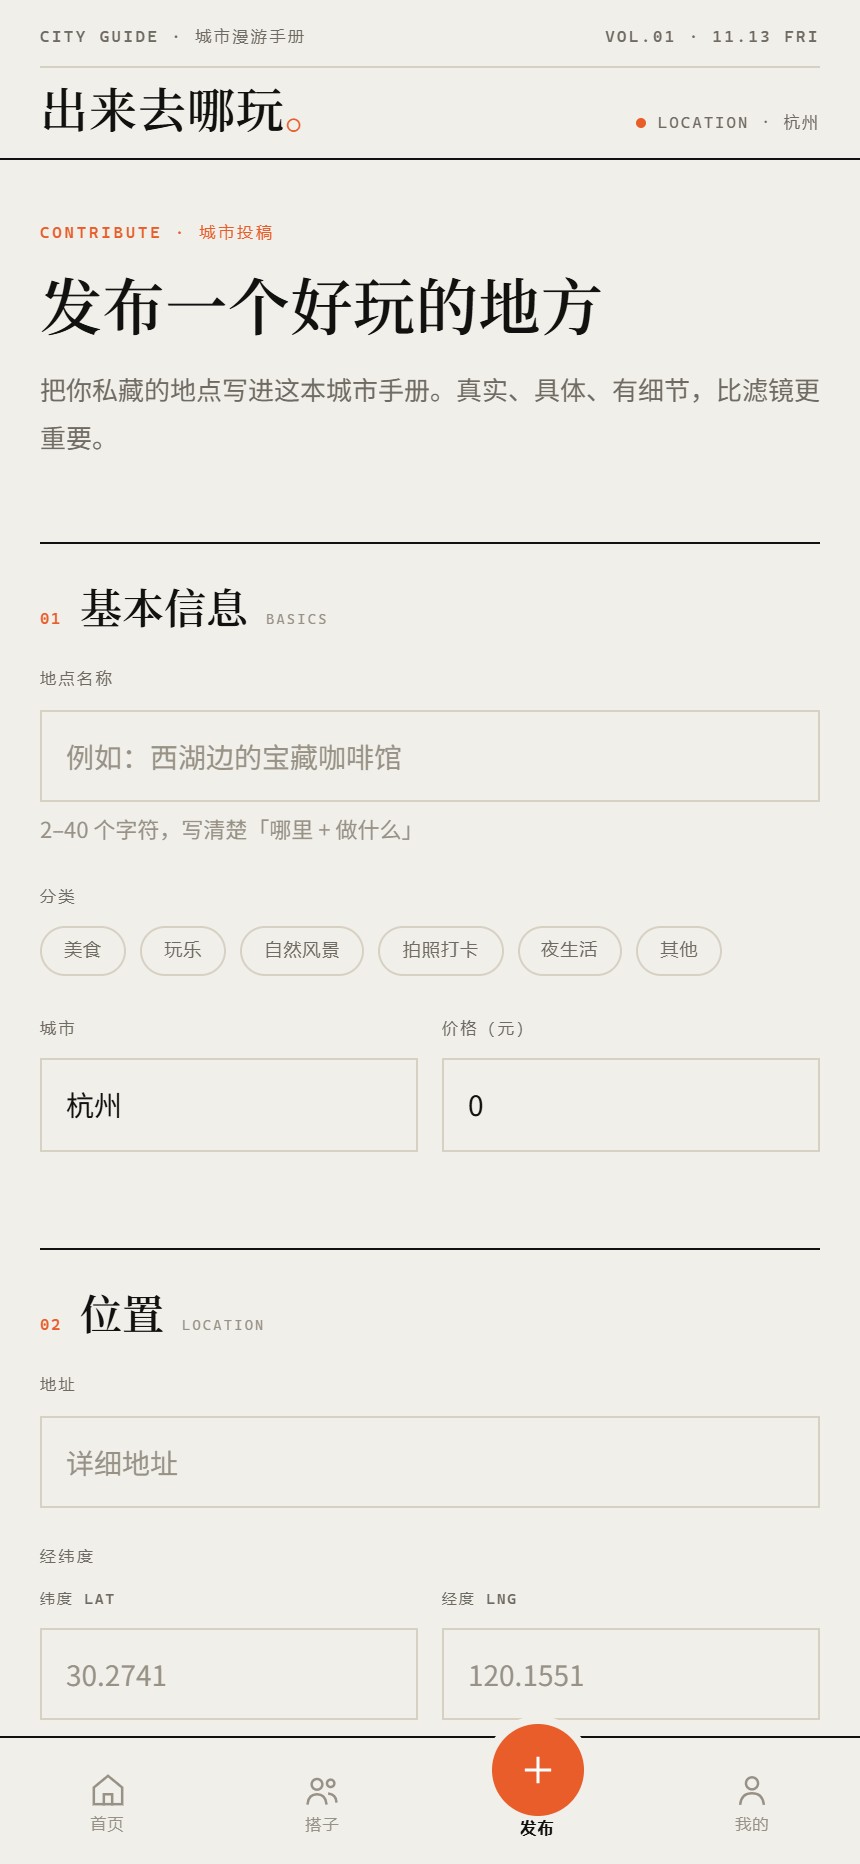 CITY GUIDE · 城市漫游手册
VOL.01 · 11.13 FRI
出来去哪玩。
LOCATION · 杭州
CONTRIBUTE · 城市投稿
发布一个好玩的地方
把你私藏的地点写进这本城市手册。真实、具体、有细节，比滤镜更
重要。
01 基本信息 BASICS
地点名称
例如：西湖边的宝藏咖啡馆
2–40 个字符，写清楚「哪里 + 做什么」
分类
美食 玩乐 自然风景 拍照打卡 夜生活 其他
城市 价格 (元)
杭州 0
02 位置 LOCATION
地址
详细地址
经纬度
纬度 LAT 经度 LNG
30.2741 120.1551
首页 搭子 发布 我的